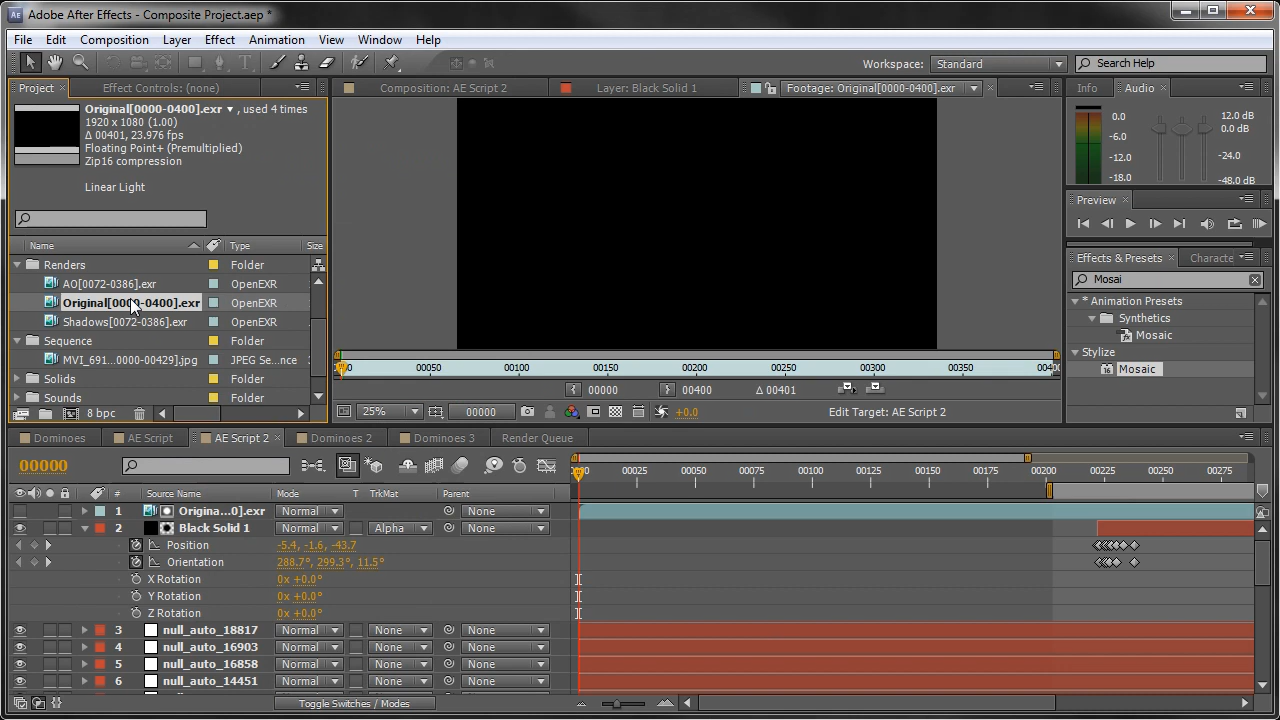 Adobe After Effects - Composite Project.aep *
File Edit Composition Layer Effect Animation View Window Help
Workspace: Standard Search Help
Project Effect Controls: (none) Composition: AE Script 2 Layer: Black Solid 1 Footage: Original[0000-0400].exr Info Audio
Original[0000-0400].exr , used 4 times
1920 x 1080 (1.00)
Δ 00401, 23.976 fps
Floating Point+ (Premultiplied)
Zip16 compression
Linear Light
0.0 12.0 dB
-6.0 0.0 dB
-12.0 -24.0
-18.0 -48.0 dB
Preview
Name Type Size
Renders Folder
AO[0072-0386].exr OpenEXR
Original[0000-0400].exr OpenEXR
Shadows[0072-0386].exr OpenEXR
Sequence Folder
MVI_691...0000-00429].jpg JPEG Se...nce
Solids Folder
Sounds Folder
8 bpc
00050 00100 00150 00200 00250 00300 00350
00000 00400 Δ 00401
25% 00000 +0.0 Edit Target: AE Script 2
Effects & Presets Characte
Mosai
* Animation Presets
Synthetics
Mosaic
Stylize
Mosaic
Dominoes AE Script AE Script 2 Dominoes 2 Dominoes 3 Render Queue
00000
00025 00050 00075 00100 00125 00150 00175 00200 00225 00250 00275
# Source Name Mode T TrkMat Parent
1 Origina...0].exr Normal None
2 Black Solid 1 Normal Alpha None
Position -5.4, -1.6, -43.7
Orientation 288.7°, 299.3°, 11.5°
X Rotation 0x +0.0°
Y Rotation 0x +0.0°
Z Rotation 0x +0.0°
3 null_auto_18817 Normal None None
4 null_auto_16903 Normal None None
5 null_auto_16858 Normal None None
6 null_auto_14451 Normal None None
Toggle Switches / Modes